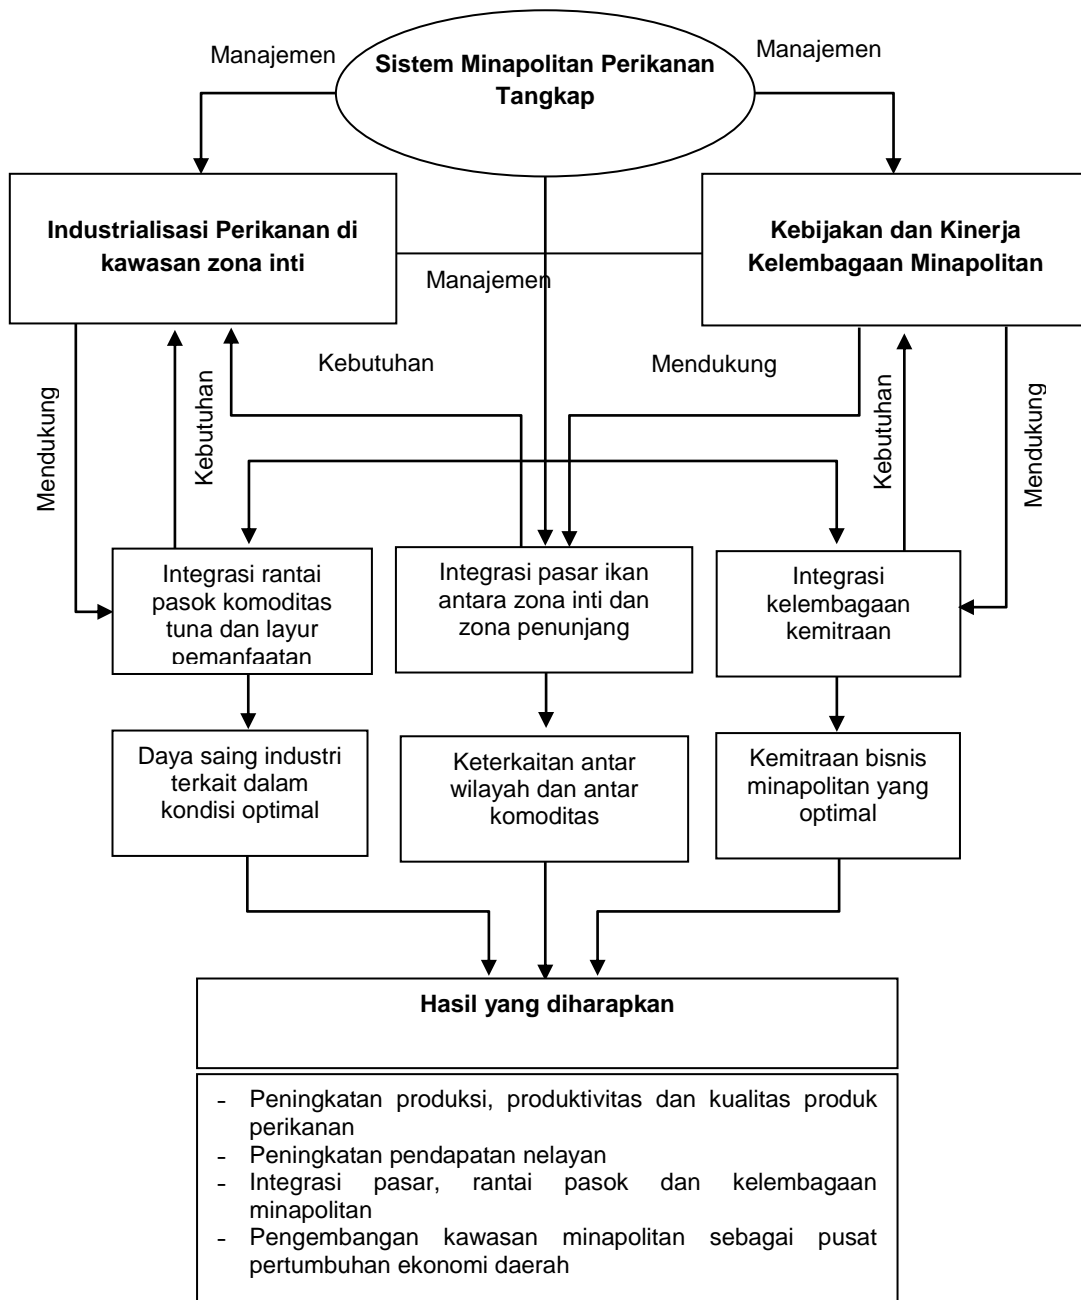 Manajemen
Sistem Minapolitan Perikanan
Tangkap
Manajemen
Industrialisasi Perikanan di
kawasan zona inti
Manajemen
Kebijakan dan Kinerja
Kelembagaan Minapolitan
Mendukung
Kebutuhan
Kebutuhan
Mendukung
Kebutuhan
Mendukung
Integrasi rantai
pasok komoditas
tuna dan layur
pemanfaatan
Integrasi pasar ikan
antara zona inti dan
zona penunjang
Integrasi
kelembagaan
kemitraan
Daya saing industri
terkait dalam
kondisi optimal
Keterkaitan antar
wilayah dan antar
komoditas
Kemitraan bisnis
minapolitan yang
optimal
Hasil yang diharapkan
- Peningkatan produksi, produktivitas dan kualitas produk
perikanan
- Peningkatan pendapatan nelayan
- Integrasi pasar, rantai pasok dan kelembagaan
minapolitan
- Pengembangan kawasan minapolitan sebagai pusat
pertumbuhan ekonomi daerah